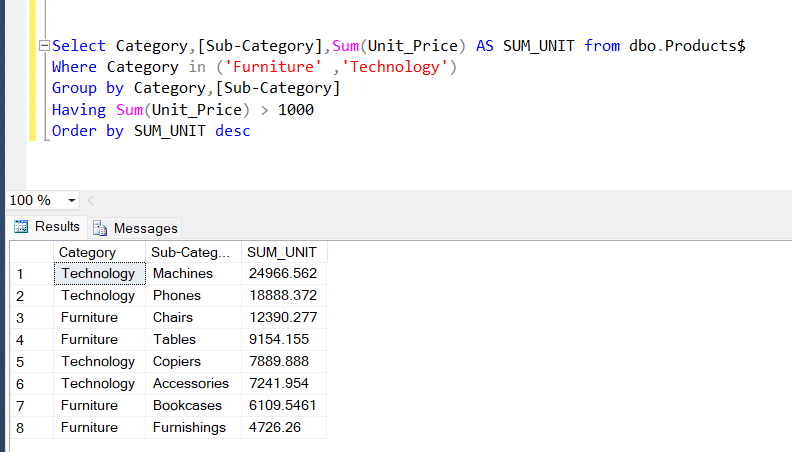 Select Category,[Sub-Category],Sum(Unit_Price) AS SUM_UNIT from dbo.Products$
Where Category in ('Furniture' ,'Technology')
Group by Category,[Sub-Category]
Having Sum(Unit_Price) > 1000
Order by SUM_UNIT desc
100 %
Results Messages
Category Sub-Categ... SUM_UNIT
1 Technology Machines 24966.562
2 Technology Phones 18888.372
3 Furniture Chairs 12390.277
4 Furniture Tables 9154.155
5 Technology Copiers 7889.888
6 Technology Accessories 7241.954
7 Furniture Bookcases 6109.5461
8 Furniture Furnishings 4726.26